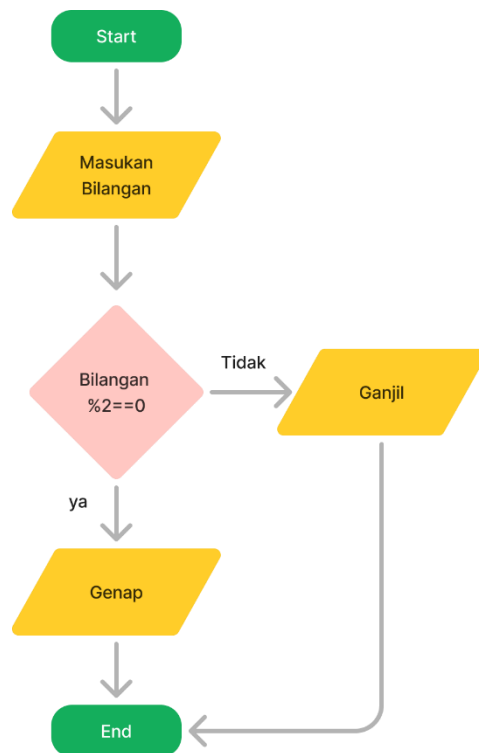 Start
Masukan
Bilangan
Bilangan
%2==0
Tidak
Ganjil
ya
Genap
End